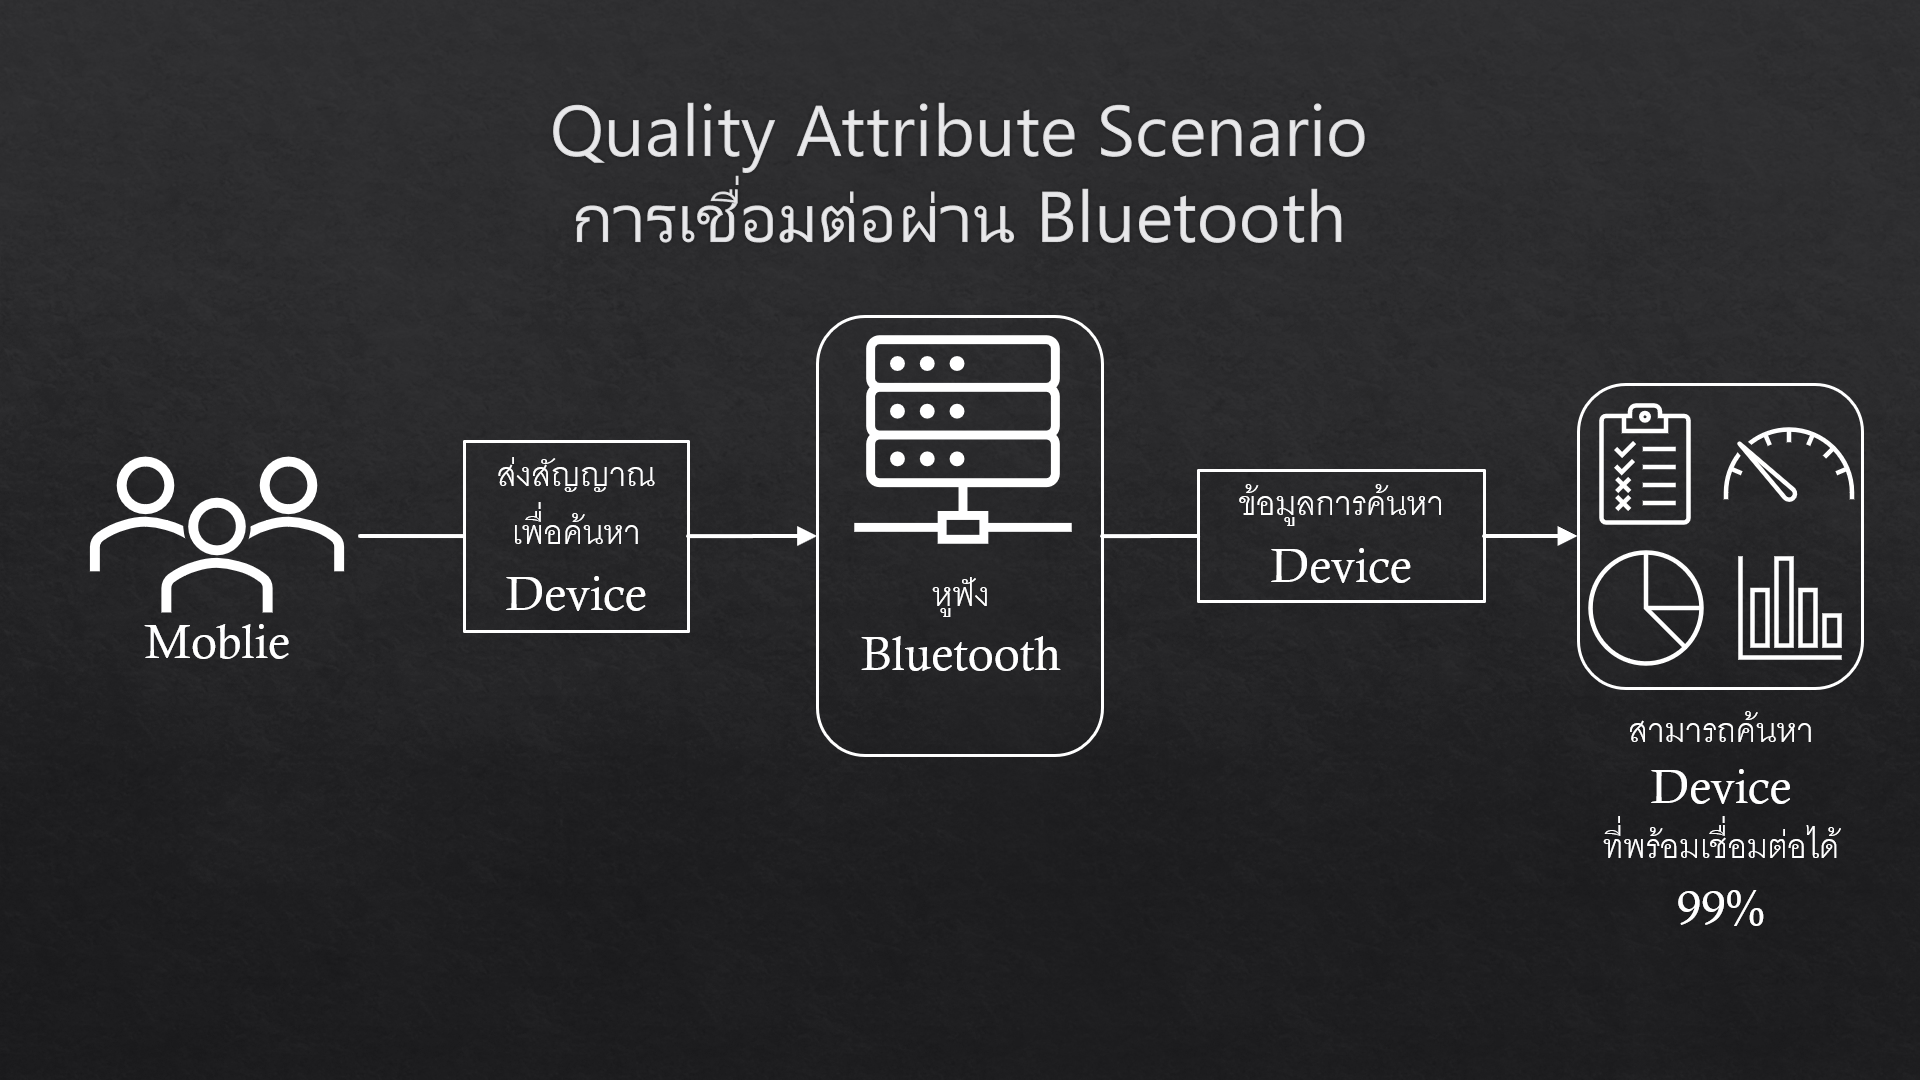 Quality Attribute Scenario
การเชื่อมต่อผ่าน Bluetooth
Moblie
ส่งสัญญาณ
เพื่อค้นหา
Device
หูฟัง
Bluetooth
ข้อมูลการค้นหา
Device
สามารถค้นหา
Device
ที่พร้อมเชื่อมต่อได้
99%